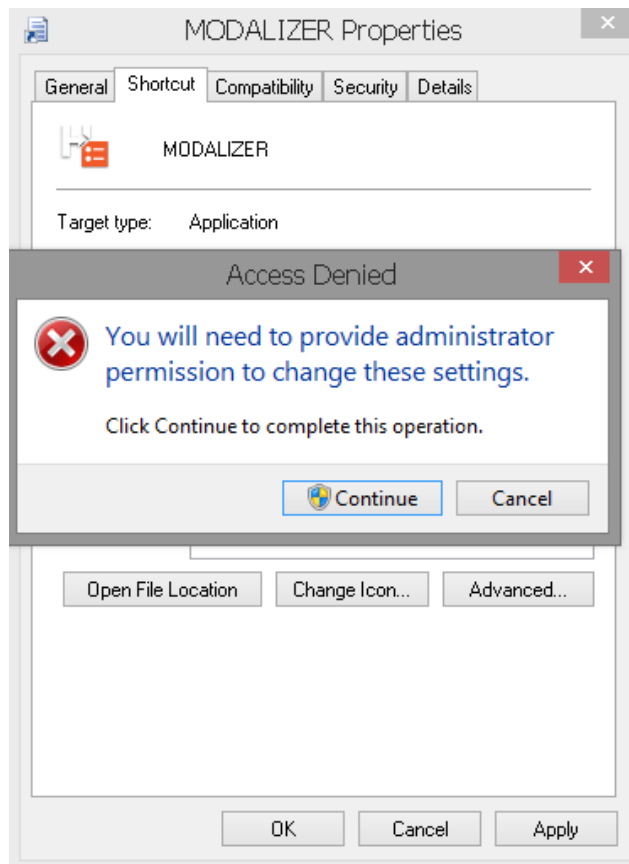 MODALIZER Properties
General Shortcut Compatibility Security Details
MODALIZER
Target type: Application
Access Denied
You will need to provide administrator
permission to change these settings.
Click Continue to complete this operation.
Continue Cancel
Open File Location Change Icon... Advanced...
OK Cancel Apply